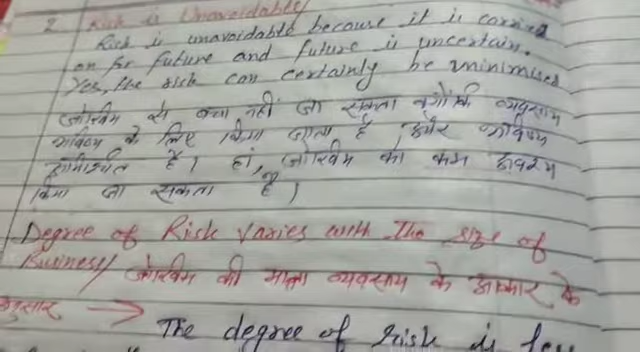 2. Risk is Unavoidable/
Risk is unavoidable because it is carried
on for future and future is uncertain.
Yes, the risk can certainly be minimised
जोखिम से बचा नहीं जा सकता क्योंकि व्यवसाय
भविष्य के लिए किया जाता है और भविष्य
अनिश्चित है। हां, जोखिम को कम अवश्य
किया जा सकता है।
Degree of Risk Varies with The size of
Business/ जोखिम की मात्रा व्यवसाय के आकार के
अनुसार →
The degree of risk is